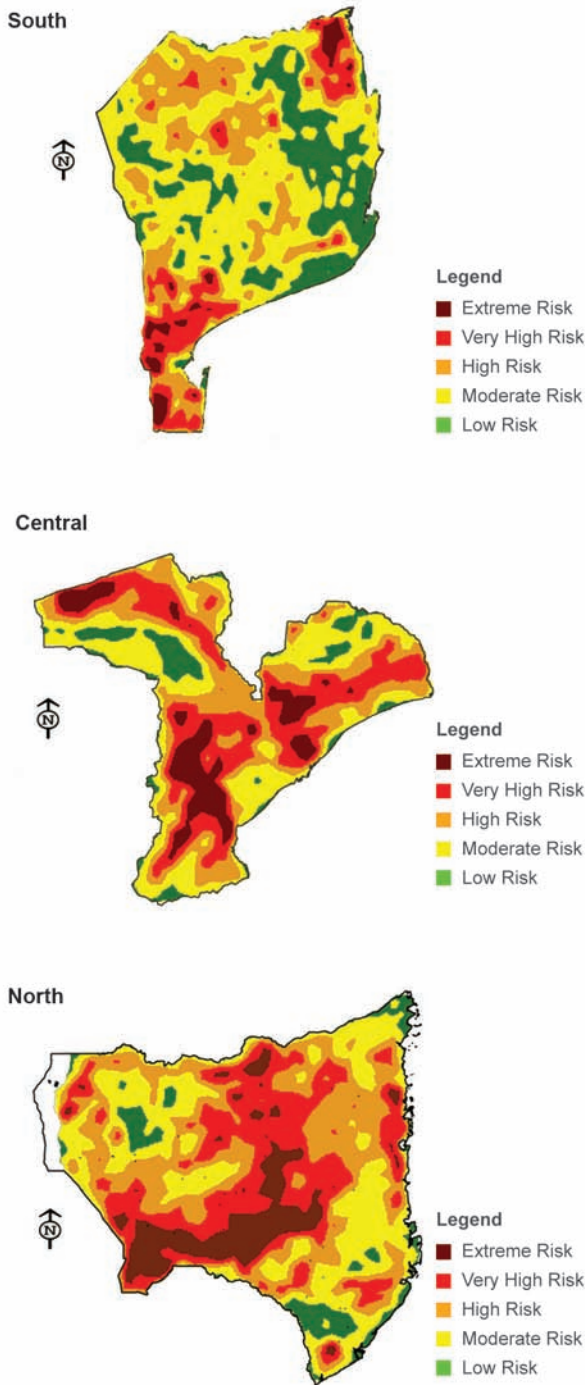 South
N
Legend
Extreme Risk
Very High Risk
High Risk
Moderate Risk
Low Risk
Central
N
Legend
Extreme Risk
Very High Risk
High Risk
Moderate Risk
Low Risk
North
N
Legend
Extreme Risk
Very High Risk
High Risk
Moderate Risk
Low Risk